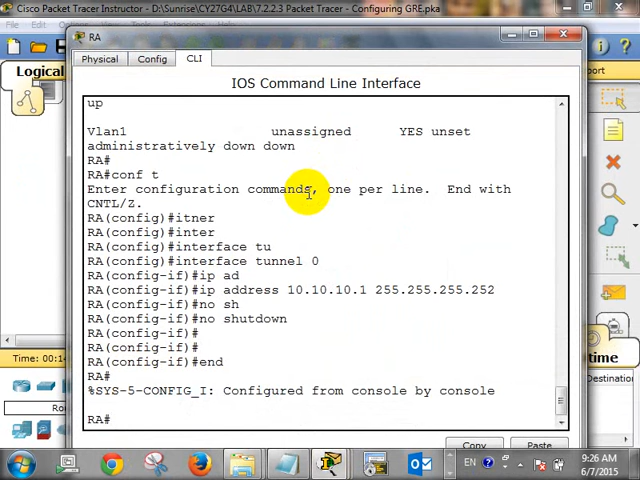 Cisco Packet Tracer Instructor - D:\Sunrise\CY27G4\LAB\7.2.2.3 Packet Tracer - Configuring GRE.pka
File Edit
Logical
RA
Physical Config CLI
IOS Command Line Interface
up
Vlan1 unassigned YES unset
administratively down down
RA#
RA#conf t
Enter configuration commands, one per line. End with
CNTL/Z.
RA(config)#itner
RA(config)#inter
RA(config)#interface tu
RA(config)#interface tunnel 0
RA(config-if)#ip ad
RA(config-if)#ip address 10.10.10.1 255.255.255.252
RA(config-if)#no sh
RA(config-if)#no shutdown
RA(config-if)#
RA(config-if)#
RA(config-if)#end
RA#
%SYS-5-CONFIG_I: Configured from console by console
RA#
Copy Paste
port
Time: 00:1
time
Destination
EN
9:26 AM
6/7/2015